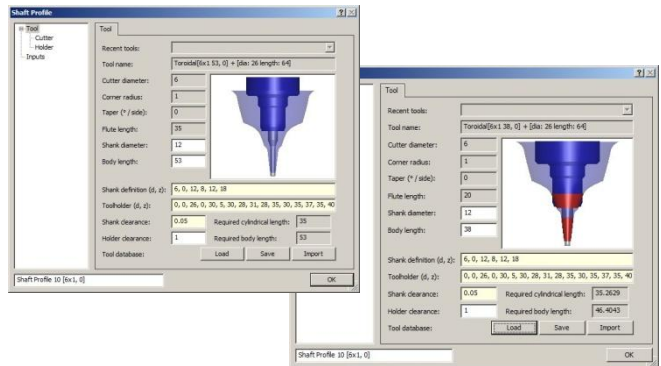 Shaft Profile
Tool
Cutter
Holder
Inputs
Tool
Recent tools:
Tool name: Toroidal[6x1 53, 0] + [dia: 26 length: 64]
Cutter diameter: 6
Corner radius: 1
Taper (° / side): 0
Flute length: 35
Shank diameter: 12
Body length: 53
Shank definition (d, z): 6, 0, 12, 8, 12, 18
Toolholder (d, z): 0, 0, 26, 0, 30, 5, 30, 28, 31, 28, 35, 30, 35, 37, 35, 40
Shank clearance: 0.05 Required cylindrical length: 35
Holder clearance: 1 Required body length: 53
Tool database: Load Save Import
Shaft Profile 10 [6x1, 0] OK
Tool
Recent tools:
Tool name: Toroidal[6x1 38, 0] + [dia: 26 length: 64]
Cutter diameter: 6
Corner radius: 1
Taper (° / side): 0
Flute length: 20
Shank diameter: 12
Body length: 38
Shank definition (d, z): 6, 0, 12, 8, 12, 18
Toolholder (d, z): 0, 0, 26, 0, 30, 5, 30, 28, 31, 28, 35, 30, 35, 37, 35, 40
Shank clearance: 0.05 Required cylindrical length: 35.2629
Holder clearance: 1 Required body length: 46.4043
Tool database: Load Save Import
Shaft Profile 10 [6x1, 0] OK